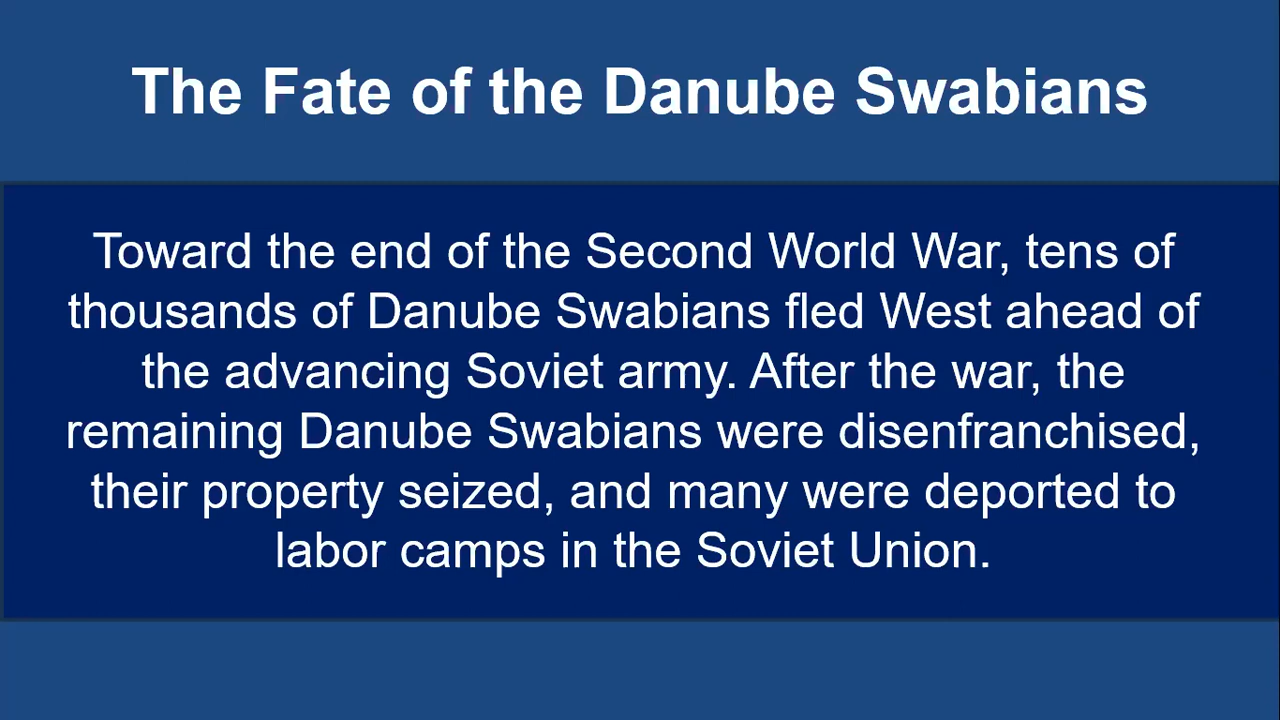 The Fate of the Danube Swabians
Toward the end of the Second World War, tens of
thousands of Danube Swabians fled West ahead of
the advancing Soviet army. After the war, the
remaining Danube Swabians were disenfranchised,
their property seized, and many were deported to
labor camps in the Soviet Union.